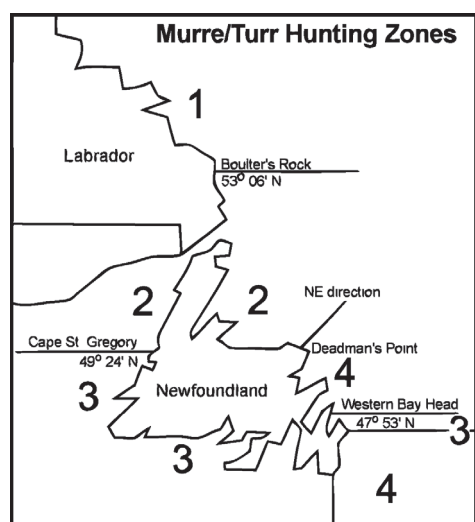 Murre/Turr Hunting Zones
1
Labrador
Boulter's Rock
53° 06' N
2
2
NE direction
Cape St Gregory
49° 24' N
Deadman's Point
4
3
Newfoundland
Western Bay Head
47° 53' N
3
3
4